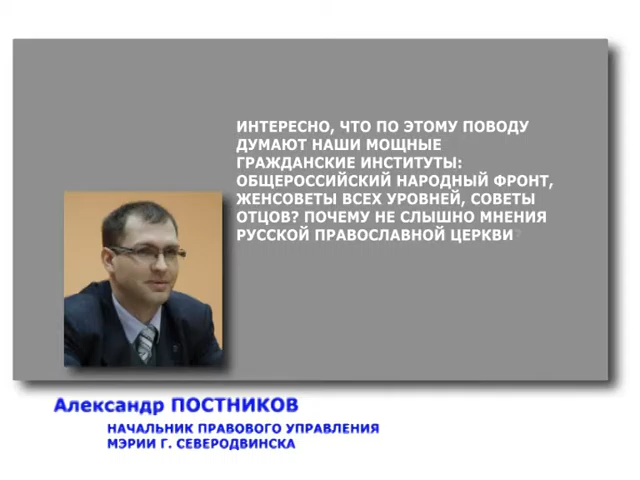 ИНТЕРЕСНО, ЧТО ПО ЭТОМУ ПОВОДУ
ДУМАЮТ НАШИ МОЩНЫЕ
ГРАЖДАНСКИЕ ИНСТИТУТЫ:
ОБЩЕРОССИЙСКИЙ НАРОДНЫЙ ФРОНТ,
ЖЕНСОВЕТЫ ВСЕХ УРОВНЕЙ, СОВЕТЫ
ОТЦОВ? ПОЧЕМУ НЕ СЛЫШНО МНЕНИЯ
РУССКОЙ ПРАВОСЛАВНОЙ ЦЕРКВИ?
Александр ПОСТНИКОВ
НАЧАЛЬНИК ПРАВОВОГО УПРАВЛЕНИЯ
МЭРИИ Г. СЕВЕРОДВИНСКА